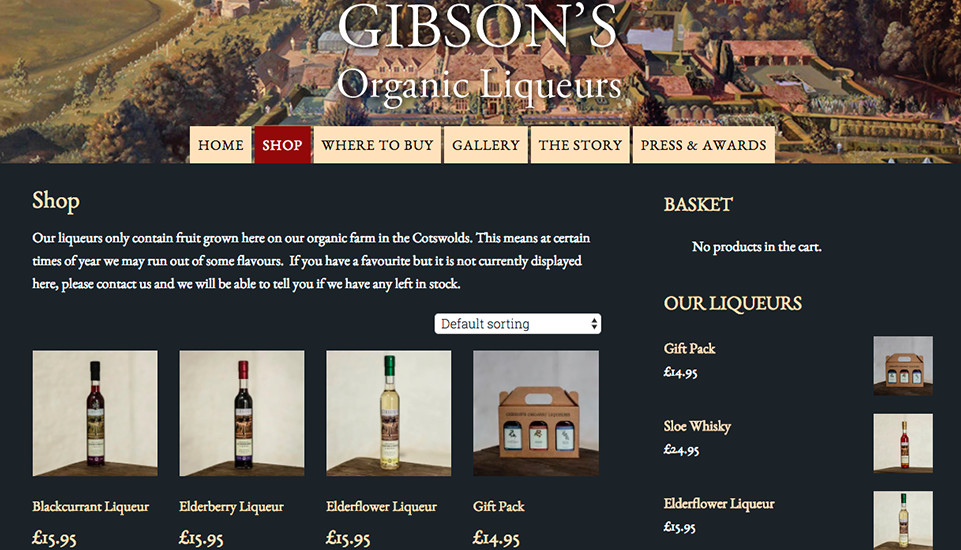 GIBSON'S
Organic Liqueurs
HOME
SHOP
WHERE TO BUY
GALLERY
THE STORY
PRESS & AWARDS
Shop
Our liqueurs only contain fruit grown here on our organic farm in the Cotswolds. This means at certain
times of year we may run out of some flavours. If you have a favourite but it is not currently displayed
here, please contact us and we will be able to tell you if we have any left in stock.
Default sorting
Blackcurrant Liqueur
£15.95
Elderberry Liqueur
£15.95
Elderflower Liqueur
£15.95
GIBSON'S ORGANIC LIQUEURS
Gift Pack
£14.95
BASKET
No products in the cart.
OUR LIQUEURS
Gift Pack
£14.95
Sloe Whisky
£24.95
Elderflower Liqueur
£15.95